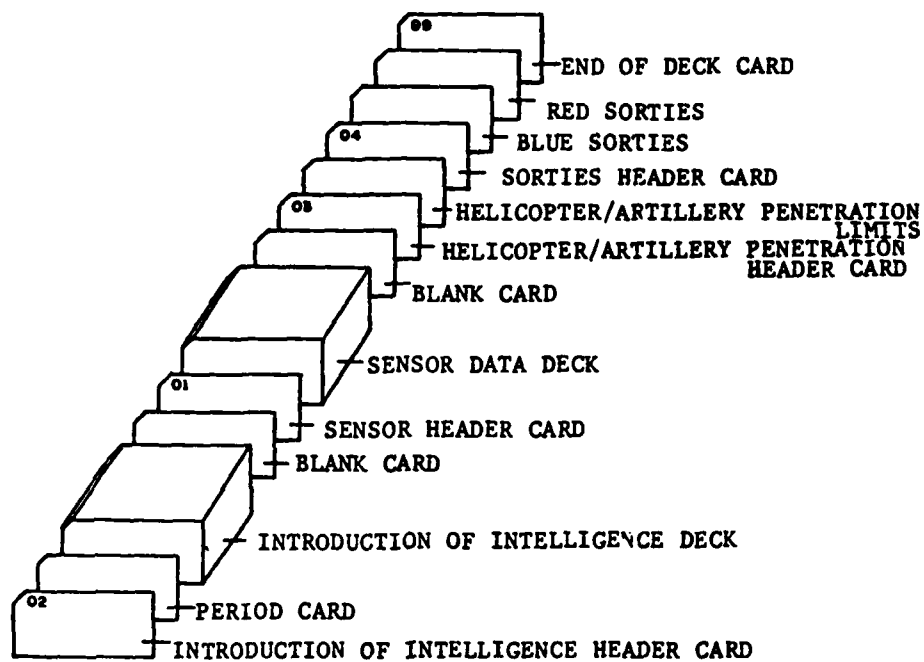 09
END OF DECK CARD
RED SORTIES
BLUE SORTIES
04
SORTIES HEADER CARD
03
HELICOPTER/ARTILLERY PENETRATION
LIMITS
HELICOPTER/ARTILLERY PENETRATION
HEADER CARD
BLANK CARD
SENSOR DATA DECK
01
SENSOR HEADER CARD
BLANK CARD
INTRODUCTION OF INTELLIGENCE DECK
PERIOD CARD
02
INTRODUCTION OF INTELLIGENCE HEADER CARD